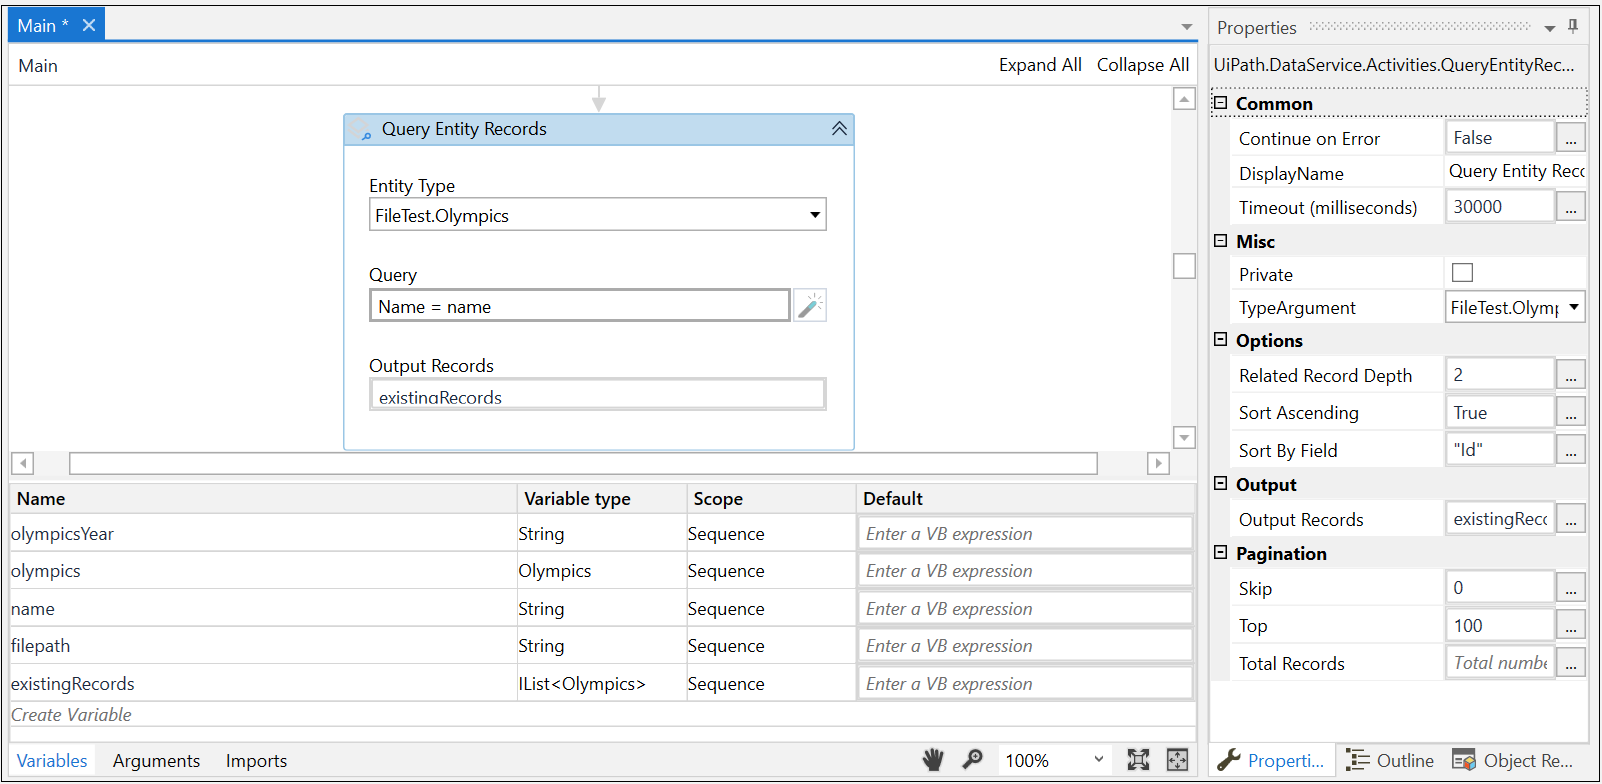 Main *
Main
Expand All Collapse All
Query Entity Records
Entity Type
FileTest.Olympics
Query
Name = name
Output Records
existingRecords
Name Variable type Scope Default
olympicsYear String Sequence Enter a VB expression
olympics Olympics Sequence Enter a VB expression
name String Sequence Enter a VB expression
filepath String Sequence Enter a VB expression
existingRecords IList<Olympics> Sequence Enter a VB expression
Create Variable
Variables Arguments Imports 100%
Properties
UiPath.DataService.Activities.QueryEntityRec...
Common
Continue on Error False ...
DisplayName Query Entity Recc
Timeout (milliseconds) 30000 ...
Misc
Private
TypeArgument FileTest.Olymp
Options
Related Record Depth 2 ...
Sort Ascending True ...
Sort By Field "Id" ...
Output
Output Records existingRecc ...
Pagination
Skip 0 ...
Top 100 ...
Total Records Total numbe ...
Properti... Outline Object Re...